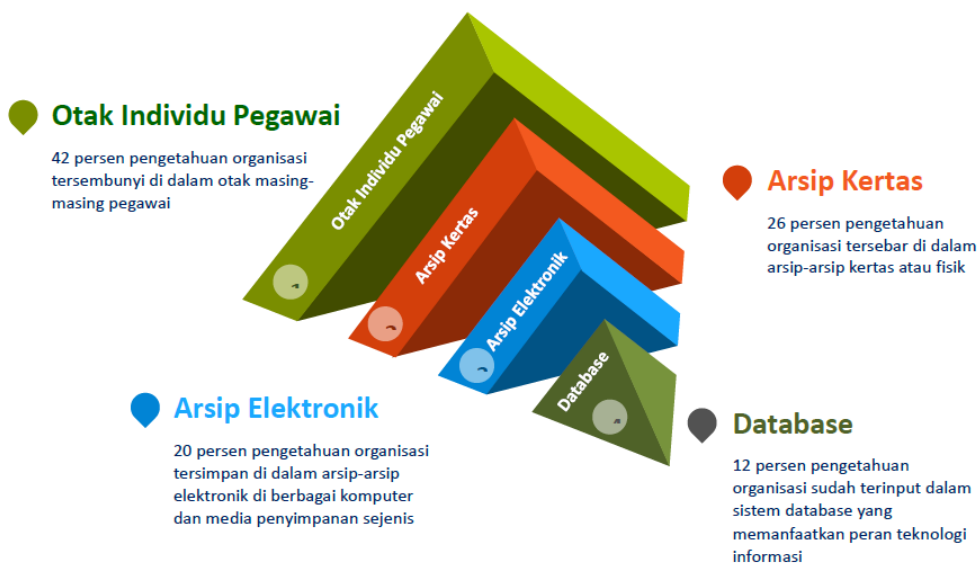 Otak Individu Pegawai
42 persen pengetahuan organisasi
tersembunyi di dalam otak masing-
masing pegawai
Otak Individu Pegawai
Arsip Kertas
Arsip Elektronik
Database
Arsip Kertas
26 persen pengetahuan
organisasi tersebar di dalam
arsip-arsip kertas atau fisik
Arsip Elektronik
20 persen pengetahuan organisasi
tersimpan di dalam arsip-arsip
elektronik di berbagai komputer
dan media penyimpanan sejenis
Database
12 persen pengetahuan
organisasi sudah terinput dalam
sistem database yang
memanfaatkan peran teknologi
informasi